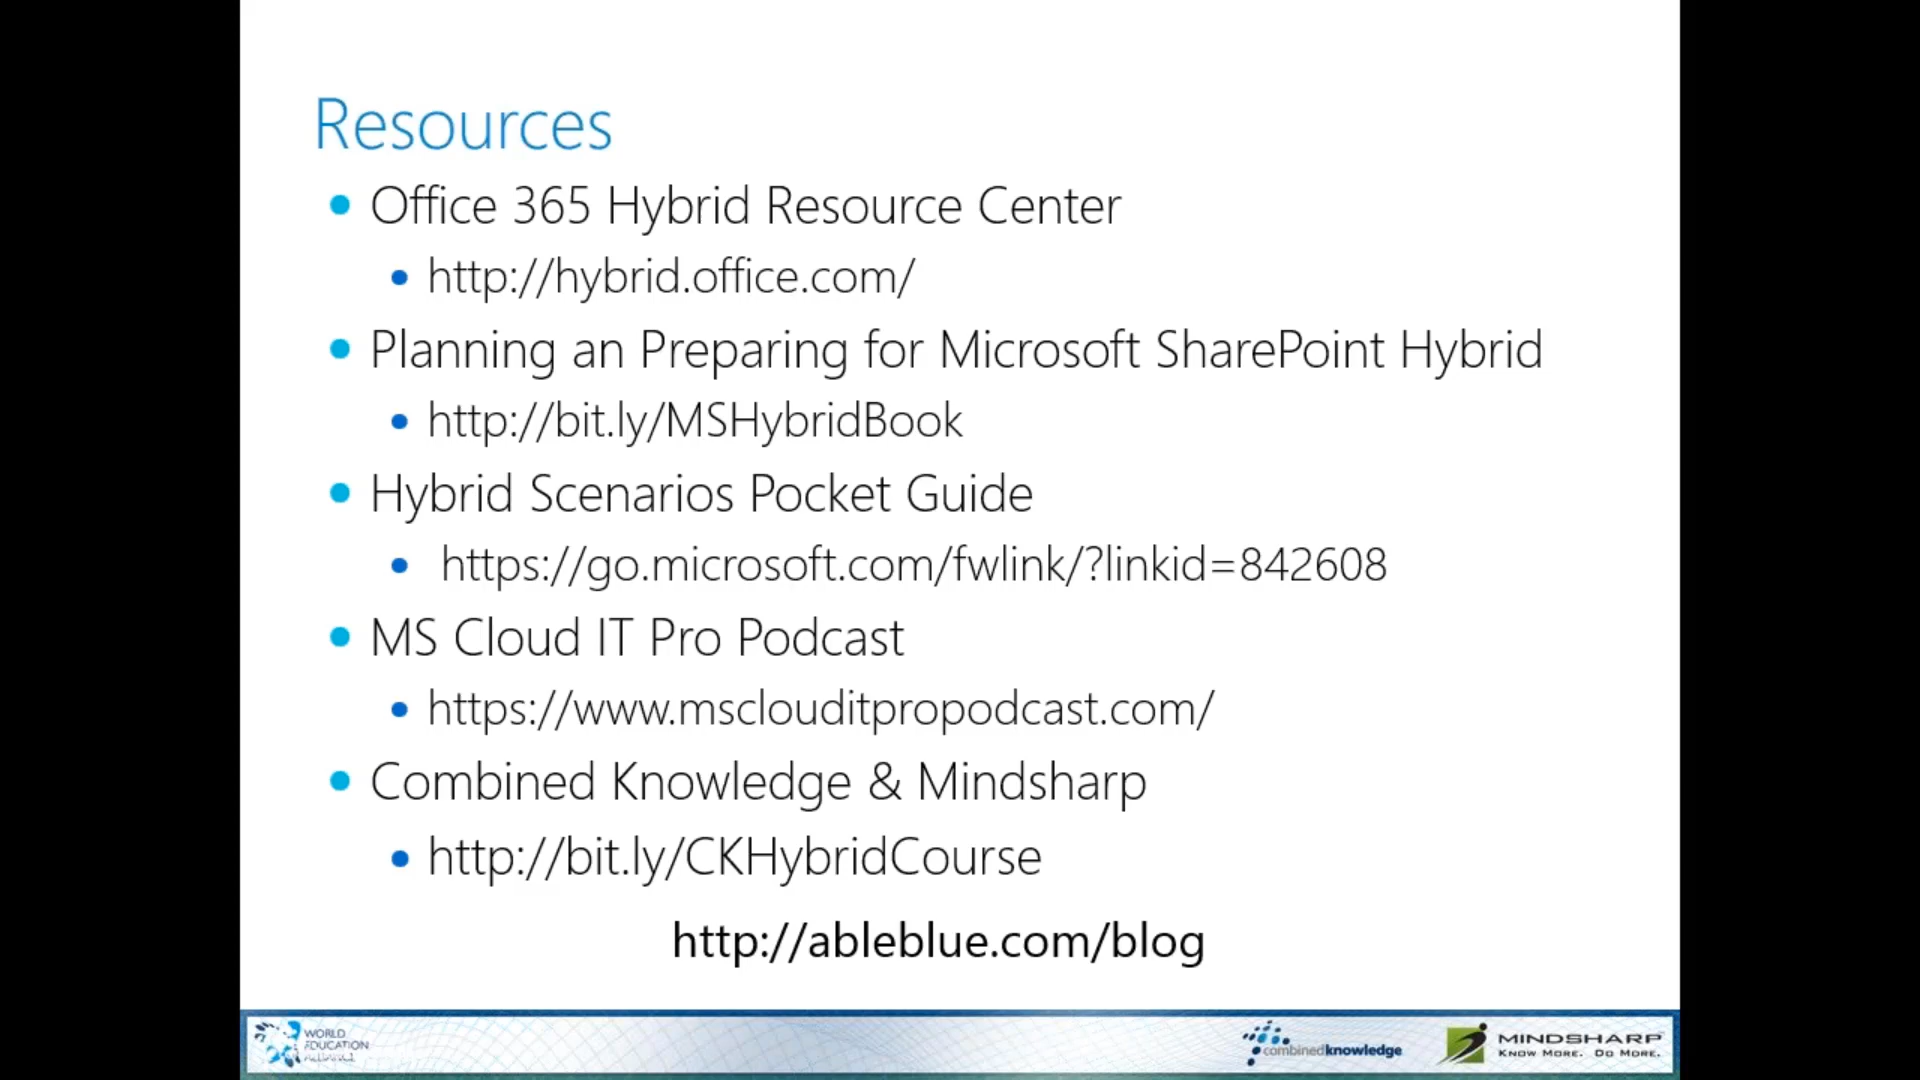 Resources
Office 365 Hybrid Resource Center
http://hybrid.office.com/
Planning an Preparing for Microsoft SharePoint Hybrid
http://bit.ly/MSHybridBook
Hybrid Scenarios Pocket Guide
https://go.microsoft.com/fwlink/?linkid=842608
MS Cloud IT Pro Podcast
https://www.msclouditpropodcast.com/
Combined Knowledge & Mindsharp
http://bit.ly/CKHybridCourse
http://ableblue.com/blog
WORLD
EDUCATION
ALLIANCE
combinedknowledge
MINDSHARP
KNOW MORE. DO MORE.